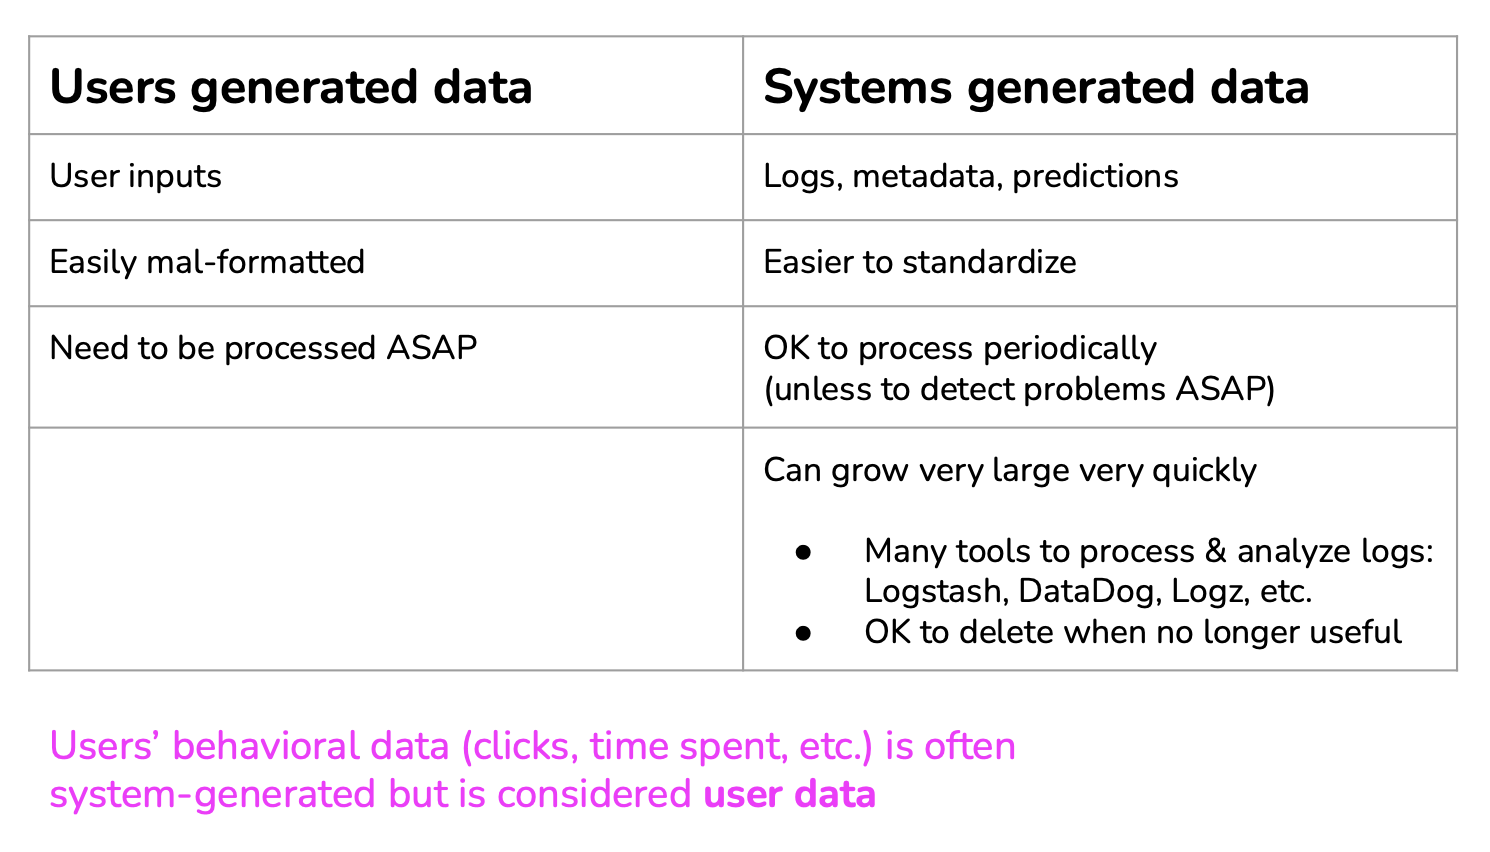 Users generated data
Systems generated data
User inputs
Logs, metadata, predictions
Easily mal-formatted
Easier to standardize
Need to be processed ASAP
OK to process periodically
(unless to detect problems ASAP)
Can grow very large very quickly
● Many tools to process & analyze logs:
Logstash, DataDog, Logz, etc.
● OK to delete when no longer useful
Users’ behavioral data (clicks, time spent, etc.) is often
system-generated but is considered user data